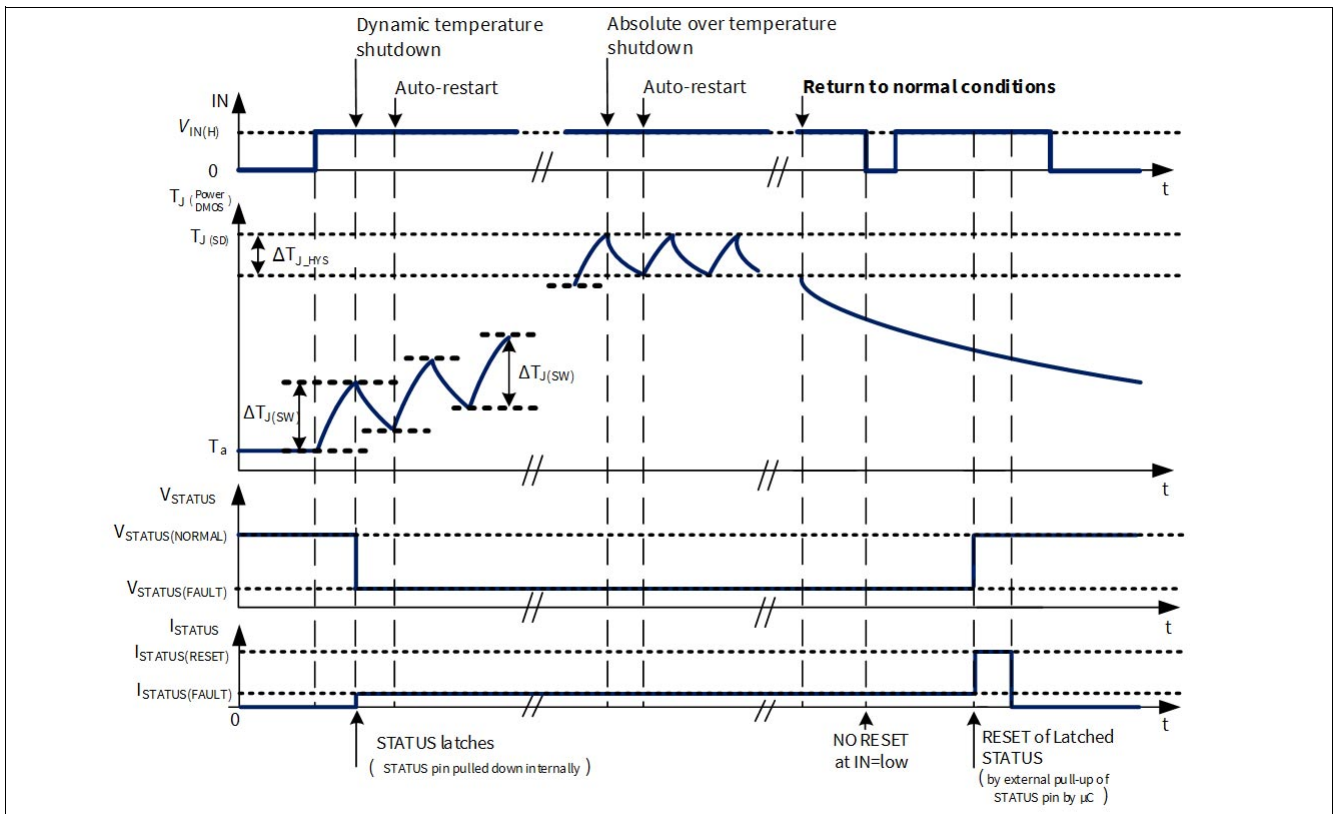 Dynamic temperature
shutdown
Absolute over temperature
shutdown
Auto-restart
Auto-restart
Return to normal conditions
IN
VIN(H)
0
t
TJ (Power DMOS)
TJ (SD)
ΔTJ_HYS
ΔTJ(SW)
ΔTJ(SW)
Ta
t
VSTATUS
VSTATUS(NORMAL)
VSTATUS(FAULT)
t
ISTATUS
ISTATUS(RESET)
ISTATUS(FAULT)
0
t
STATUS latches
( STATUS pin pulled down internally )
NO RESET
at IN=low
RESET of Latched
STATUS
( by external pull-up of
STATUS pin by µC )